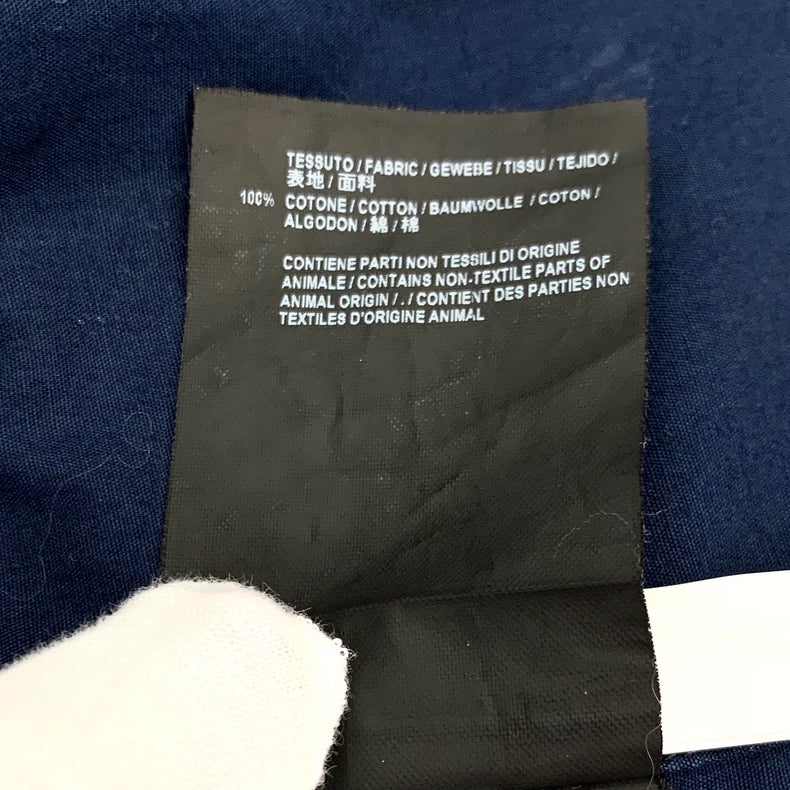 TESSUTO / FABRIC / GEWEBE / TISSU / TEJIDO /
表地 / 面料
100% COTONE / COTTON / BAUMWOLLE / COTON /
ALGODON / 綿 / 棉
CONTIENE PARTI NON TESSILI DI ORIGINE
ANIMALE / CONTAINS NON-TEXTILE PARTS OF
ANIMAL ORIGIN / . / CONTIENT DES PARTIES NON
TEXTILES D'ORIGINE ANIMAL